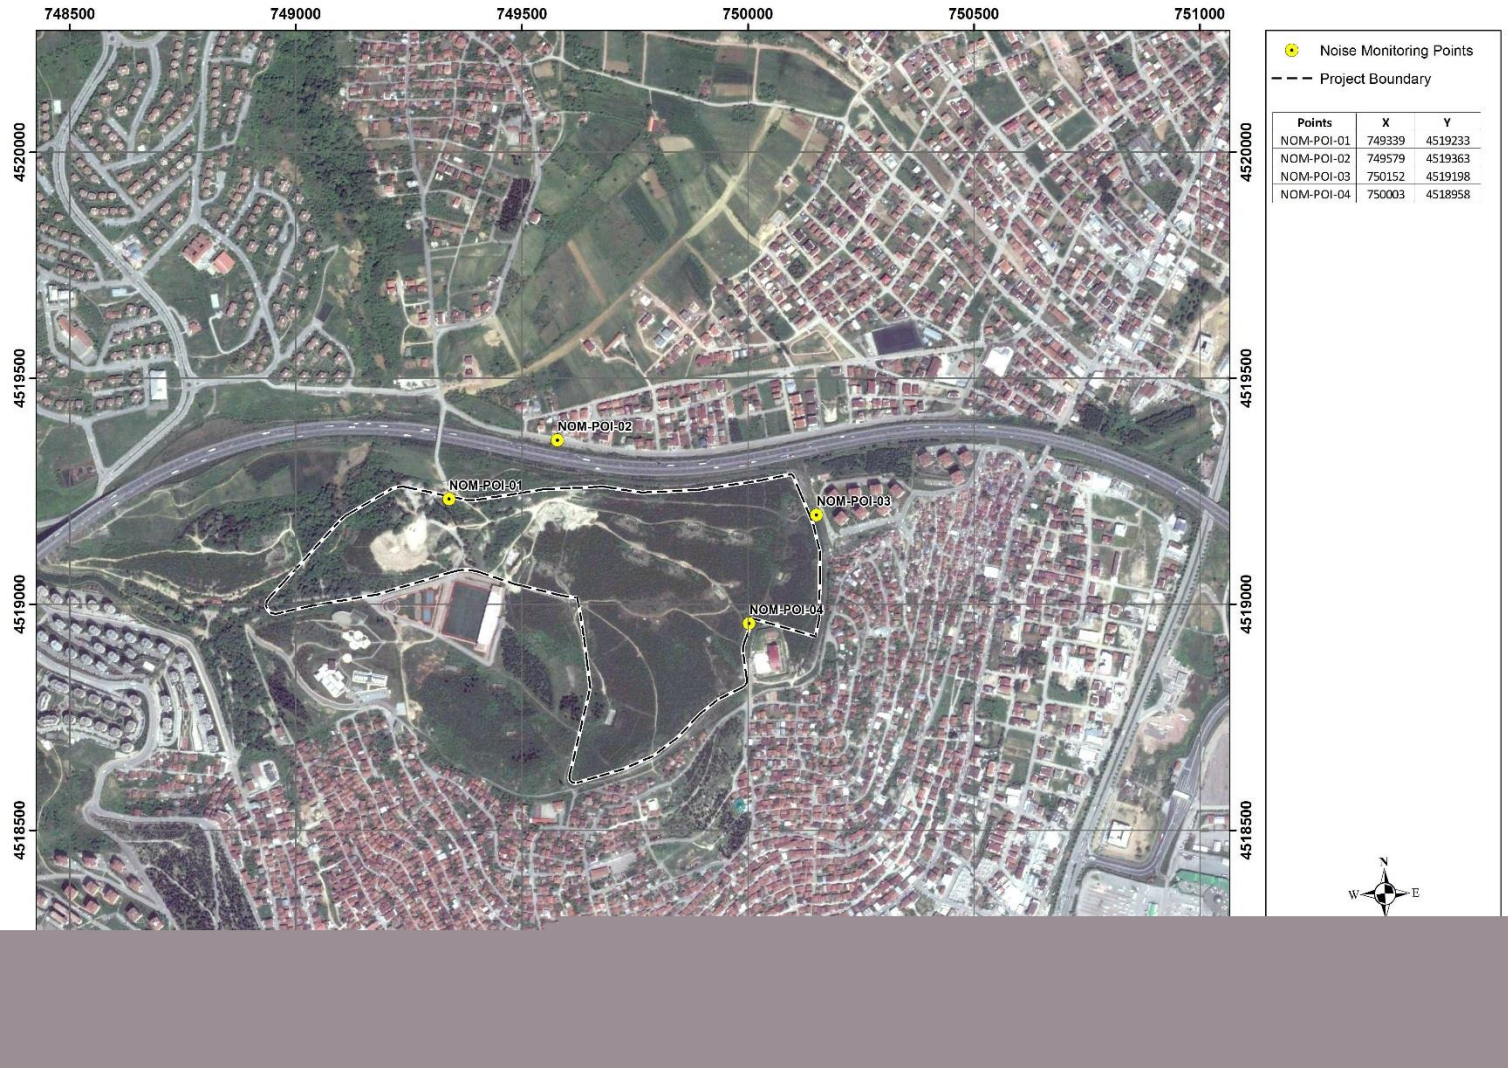 748500 749000 749500 750000 750500 751000
Noise Monitoring Points
Project Boundary
Points X Y
NOM-POI-01 749339 4519233
NOM-POI-02 749579 4519363
NOM-POI-03 750152 4519198
NOM-POI-04 750003 4518958
4520000 4520000
4519500 4519500
NOM-POI-02
NOM-POI-01
NOM-POI-03
4519000 4519000
NOM-POI-04
4518500 4518500
N
W E